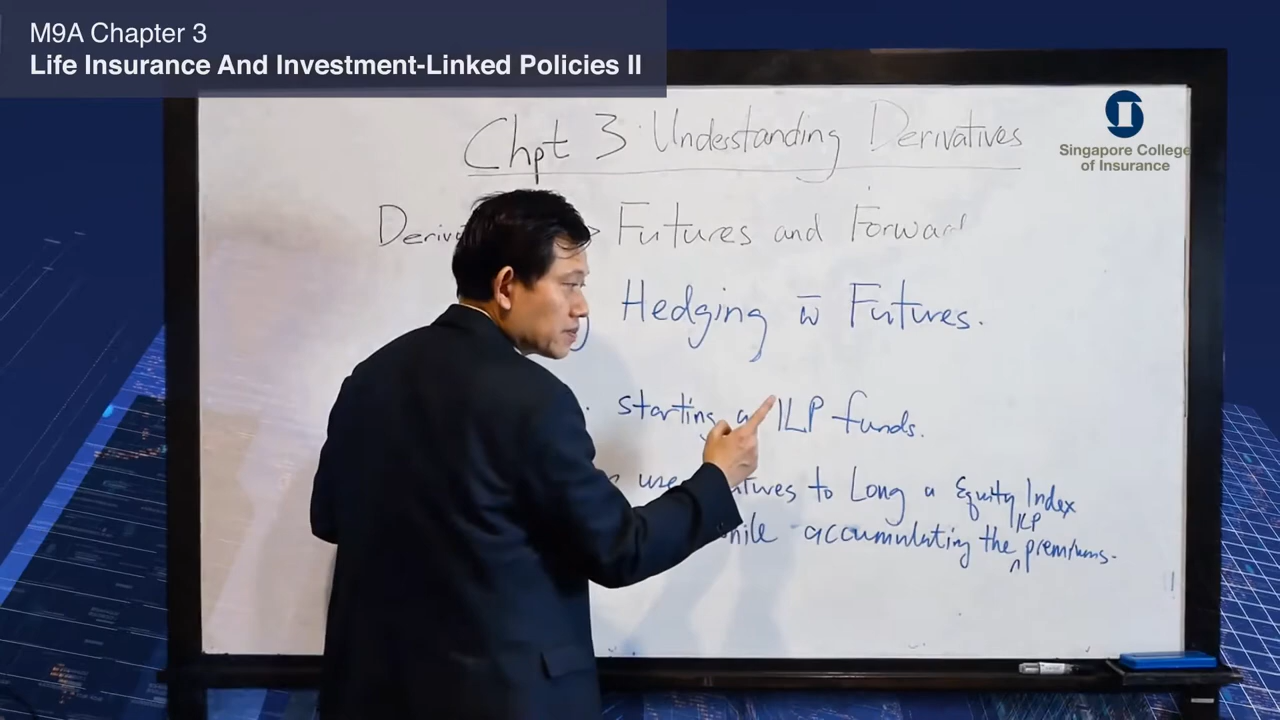 M9A Chapter 3
Life Insurance And Investment-Linked Policies II
Singapore College
of Insurance
Chpt 3: Understanding Derivatives
Futures and Forward
Hedging w̄ Futures.
starting a ILP funds.
to Long a Equity Index
ILP
accumulating the premiums.